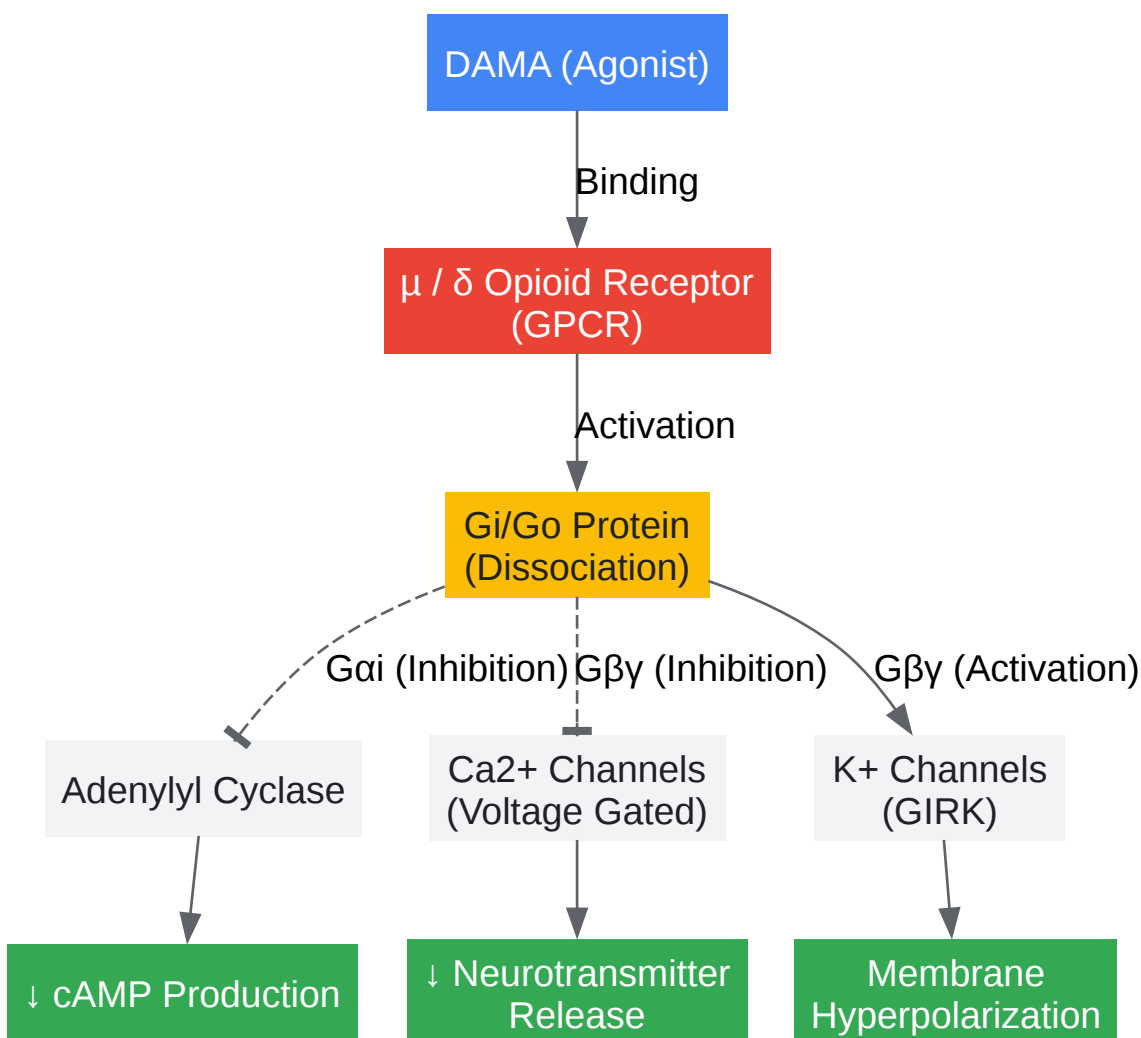 DAMA (Agonist)
Binding
µ / δ Opioid Receptor
(GPCR)
Activation
Gi/Go Protein
(Dissociation)
Gαi (Inhibition)
Gβγ (Inhibition)
Gβγ (Activation)
Adenylyl Cyclase
Ca2+ Channels
(Voltage Gated)
K+ Channels
(GIRK)
↓ cAMP Production
↓ Neurotransmitter
Release
Membrane
Hyperpolarization